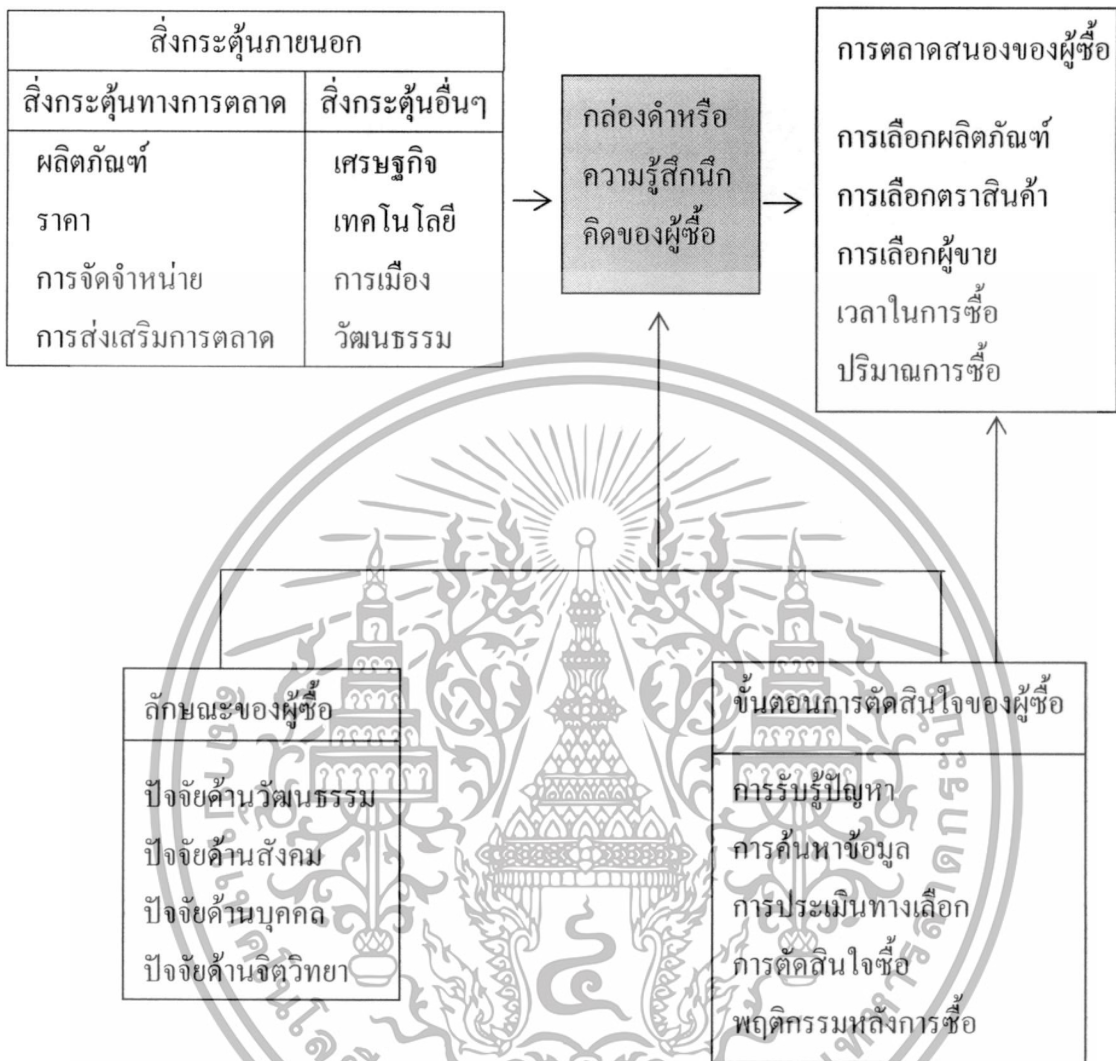 สิ่งกระตุ้นภายนอก
สิ่งกระตุ้นทางการตลาด สิ่งกระตุ้นอื่นๆ
ผลิตภัณฑ์ เศรษฐกิจ
ราคา เทคโนโลยี
การจัดจำหน่าย การเมือง
การส่งเสริมการตลาด วัฒนธรรม
กล่องดำหรือ
ความรู้สึกนึก
คิดของผู้ซื้อ
การตลาดสนองของผู้ซื้อ
การเลือกผลิตภัณฑ์
การเลือกตราสินค้า
การเลือกผู้ขาย
เวลาในการซื้อ
ปริมาณการซื้อ
ลักษณะของผู้ซื้อ
ปัจจัยด้านวัฒนธรรม
ปัจจัยด้านสังคม
ปัจจัยด้านบุคคล
ปัจจัยด้านจิตวิทยา
ขั้นตอนการตัดสินใจของผู้ซื้อ
การรับรู้ปัญหา
การค้นหาข้อมูล
การประเมินทางเลือก
การตัดสินใจซื้อ
พฤติกรรมหลังการซื้อ